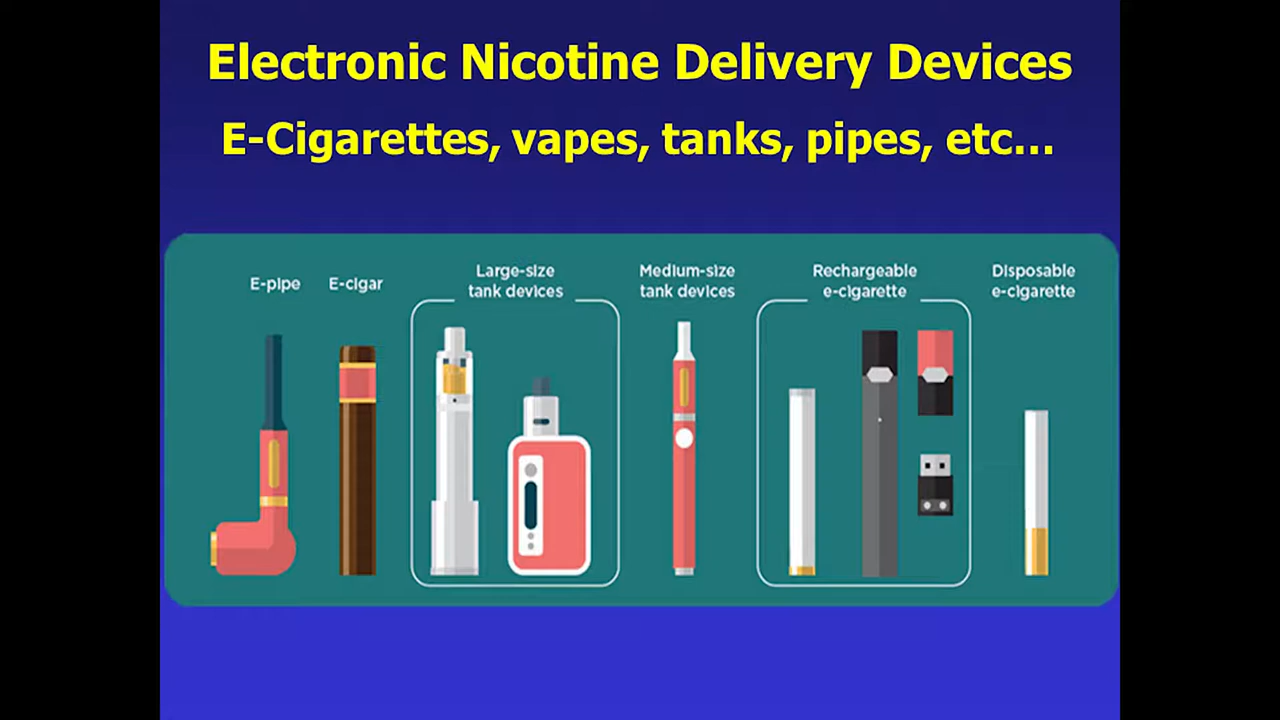 Electronic Nicotine Delivery Devices
E-Cigarettes, vapes, tanks, pipes, etc...
E-pipe
E-cigar
Large-size
tank devices
Medium-size
tank devices
Rechargeable
e-cigarette
Disposable
e-cigarette